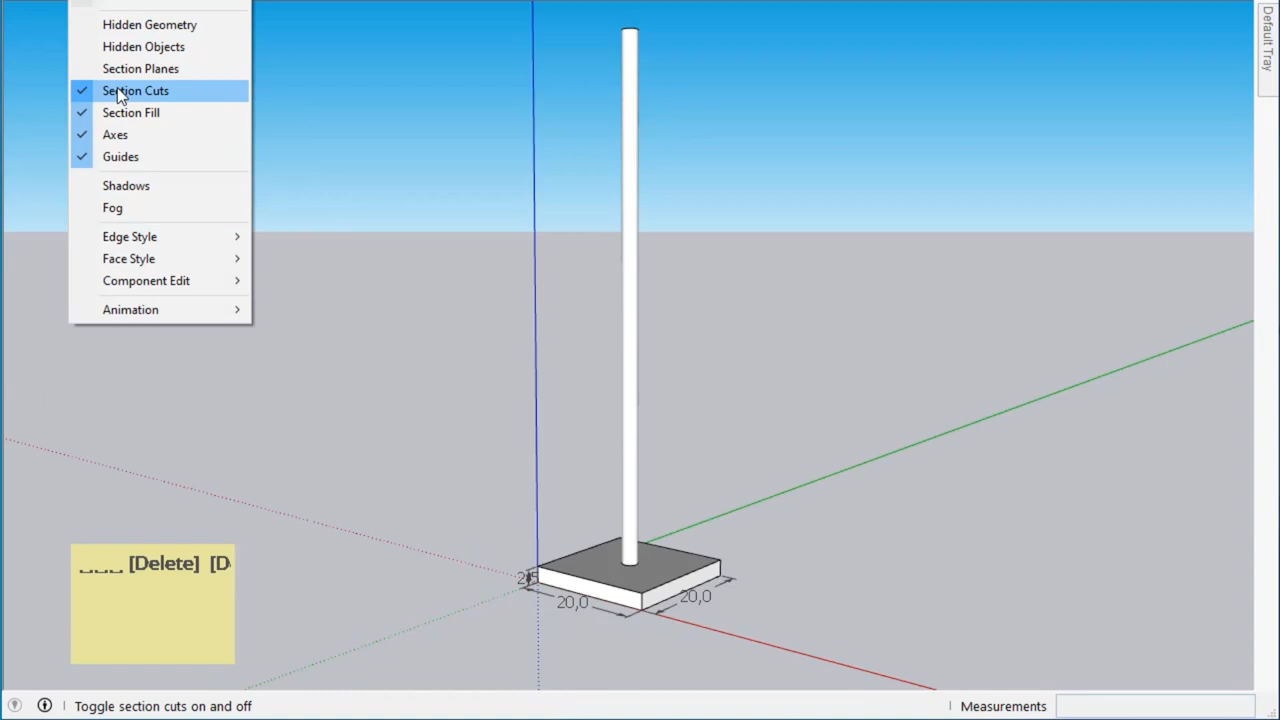 Hidden Geometry
Hidden Objects
Section Planes
Section Cuts
Section Fill
Axes
Guides
Shadows
Fog
Edge Style
Face Style
Component Edit
Animation
Default Tray
20,0
20,0
[Delete] [D
Toggle section cuts on and off
Measurements